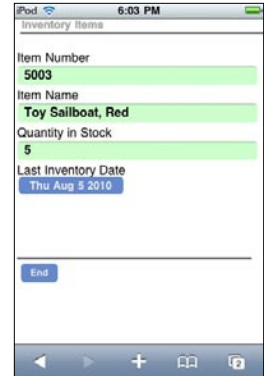 iPod 6:03 PM
Inventory Items
Item Number
5003
Item Name
Toy Sailboat, Red
Quantity in Stock
5
Last Inventory Date
Thu Aug 5 2010
End
2